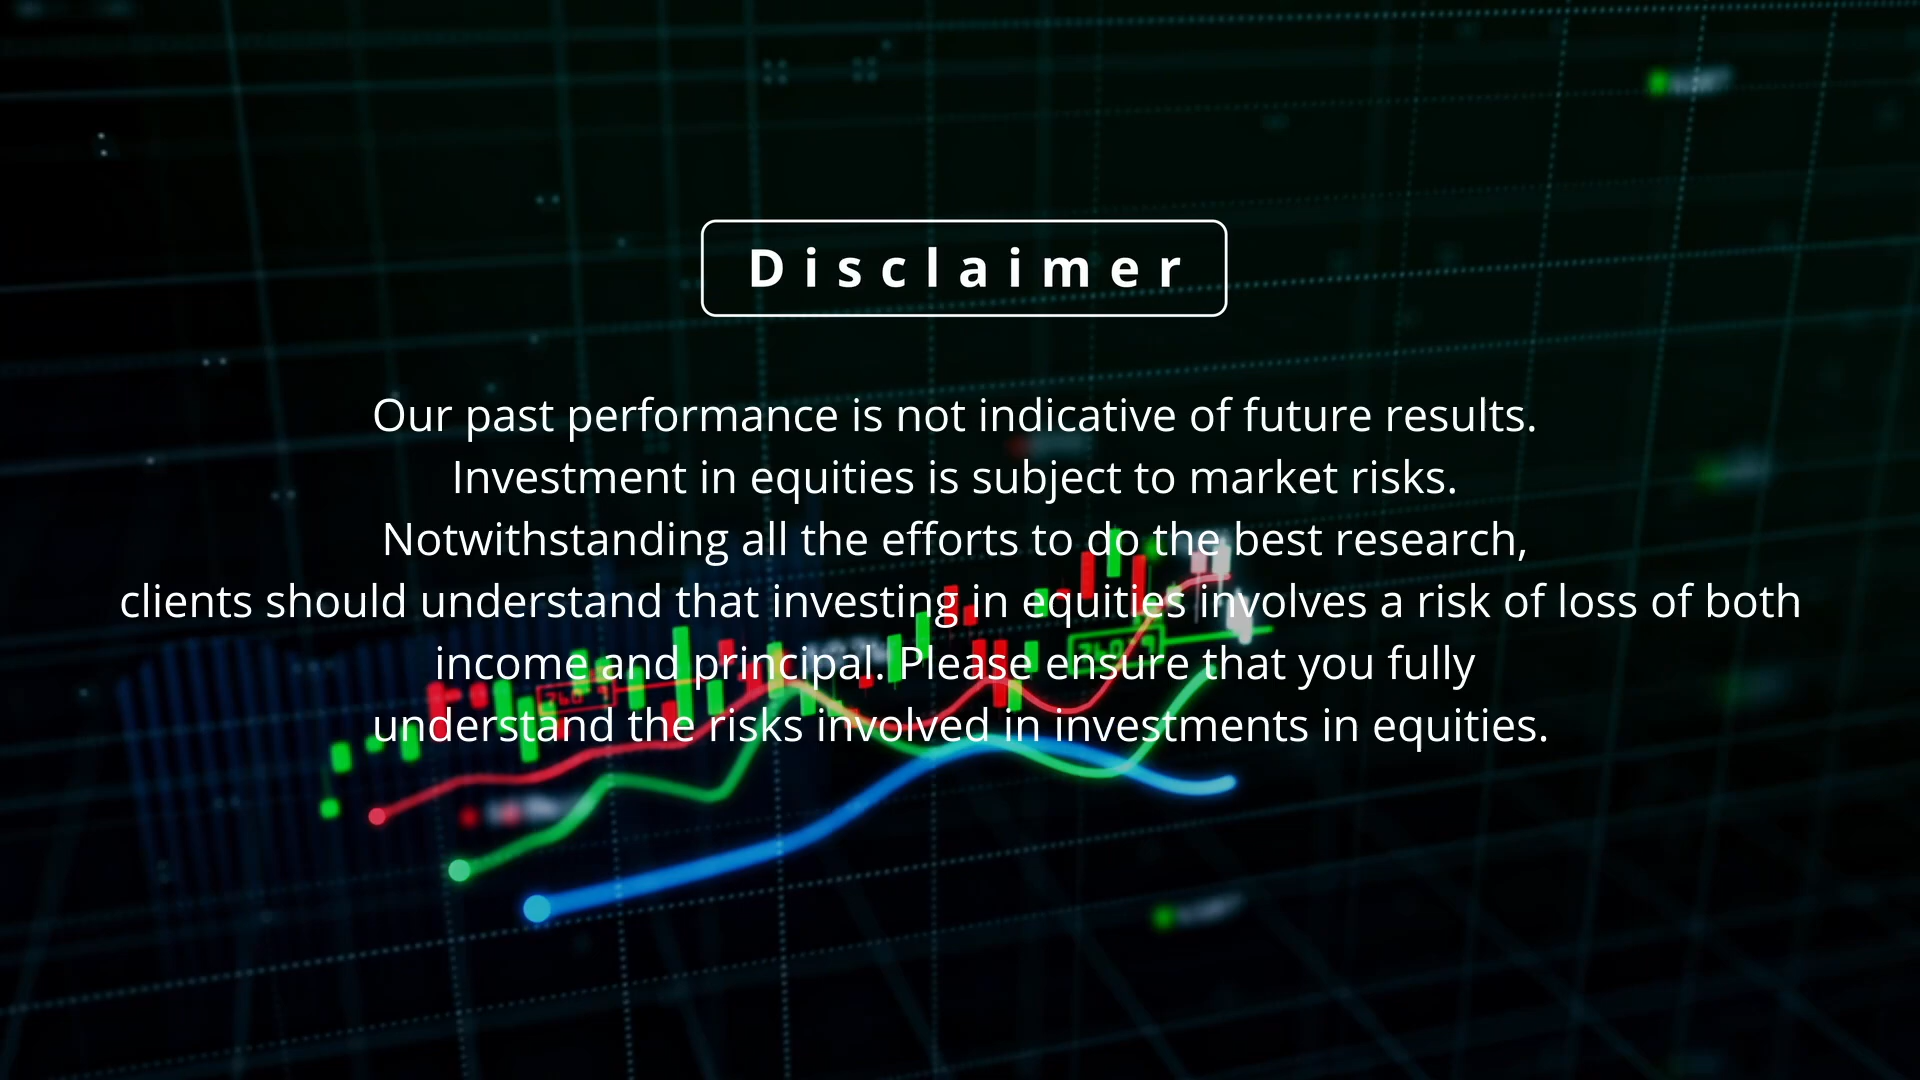 Disclaimer
Our past performance is not indicative of future results.
Investment in equities is subject to market risks.
Notwithstanding all the efforts to do the best research,
clients should understand that investing in equities involves a risk of loss of both
income and principal. Please ensure that you fully
understand the risks involved in investments in equities.